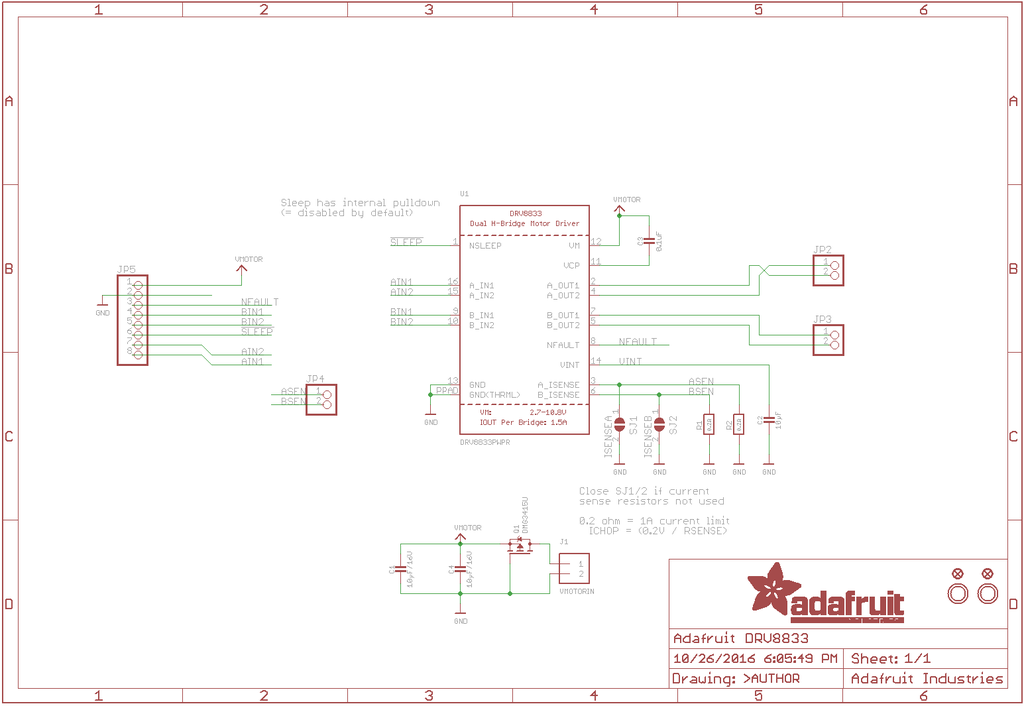 1 2 3 4 5 6
A A
B B
C C
D D
1 2 3 4 5 6
Sleep has internal pulldown
(= disabled by default)
U1
DRV8833
Dual H-Bridge Motor Driver
SLEEP 1 NSLEEP
AIN1 16 A_IN1
AIN2 15 A_IN2
BIN1 9 B_IN1
BIN2 10 B_IN2
13 GND
PPAD GND(THRML)
GND
VM 12
VCP 11
A_OUT1 2
A_OUT2 4
B_OUT1 7
B_OUT2 5
NFAULT 8 NFAULT
VINT 14 VINT
A_ISENSE 3 ASEN
B_ISENSE 6 BSEN
VM: 2.7-10.8V
IOUT Per Bridge: 1.5A
DRV8833PWPR
VMOTOR
C3
0.1uF
JP2
1
2
JP3
1
2
JP5
VMOTOR
1
2
3 NFAULT
4 BIN1
5 BIN2
6 SLEEP
7 AIN2
8 AIN1
GND
JP4
ASEN 1
BSEN 2
ISENSEA
1
2
SJ1
GND
ISENSEB
1
2
SJ2
GND
R1
0.2R
GND
R2
0.2R
GND
C2
10µF
GND
Close SJ1/2 if current
sense resistors not used
0.2 ohm = 1A current limit
ICHOP = (0.2V / RSENSE)
VMOTOR
C1
10µF/16V
C4
10µF/16V
Q1
DMG3415U
J1
1
2
VMOTORIN
GND
adafruit
Adafruit DRV8833
10/26/2016 6:05:49 PM
Sheet: 1/1
Drawing: >AUTHOR
Adafruit Industries